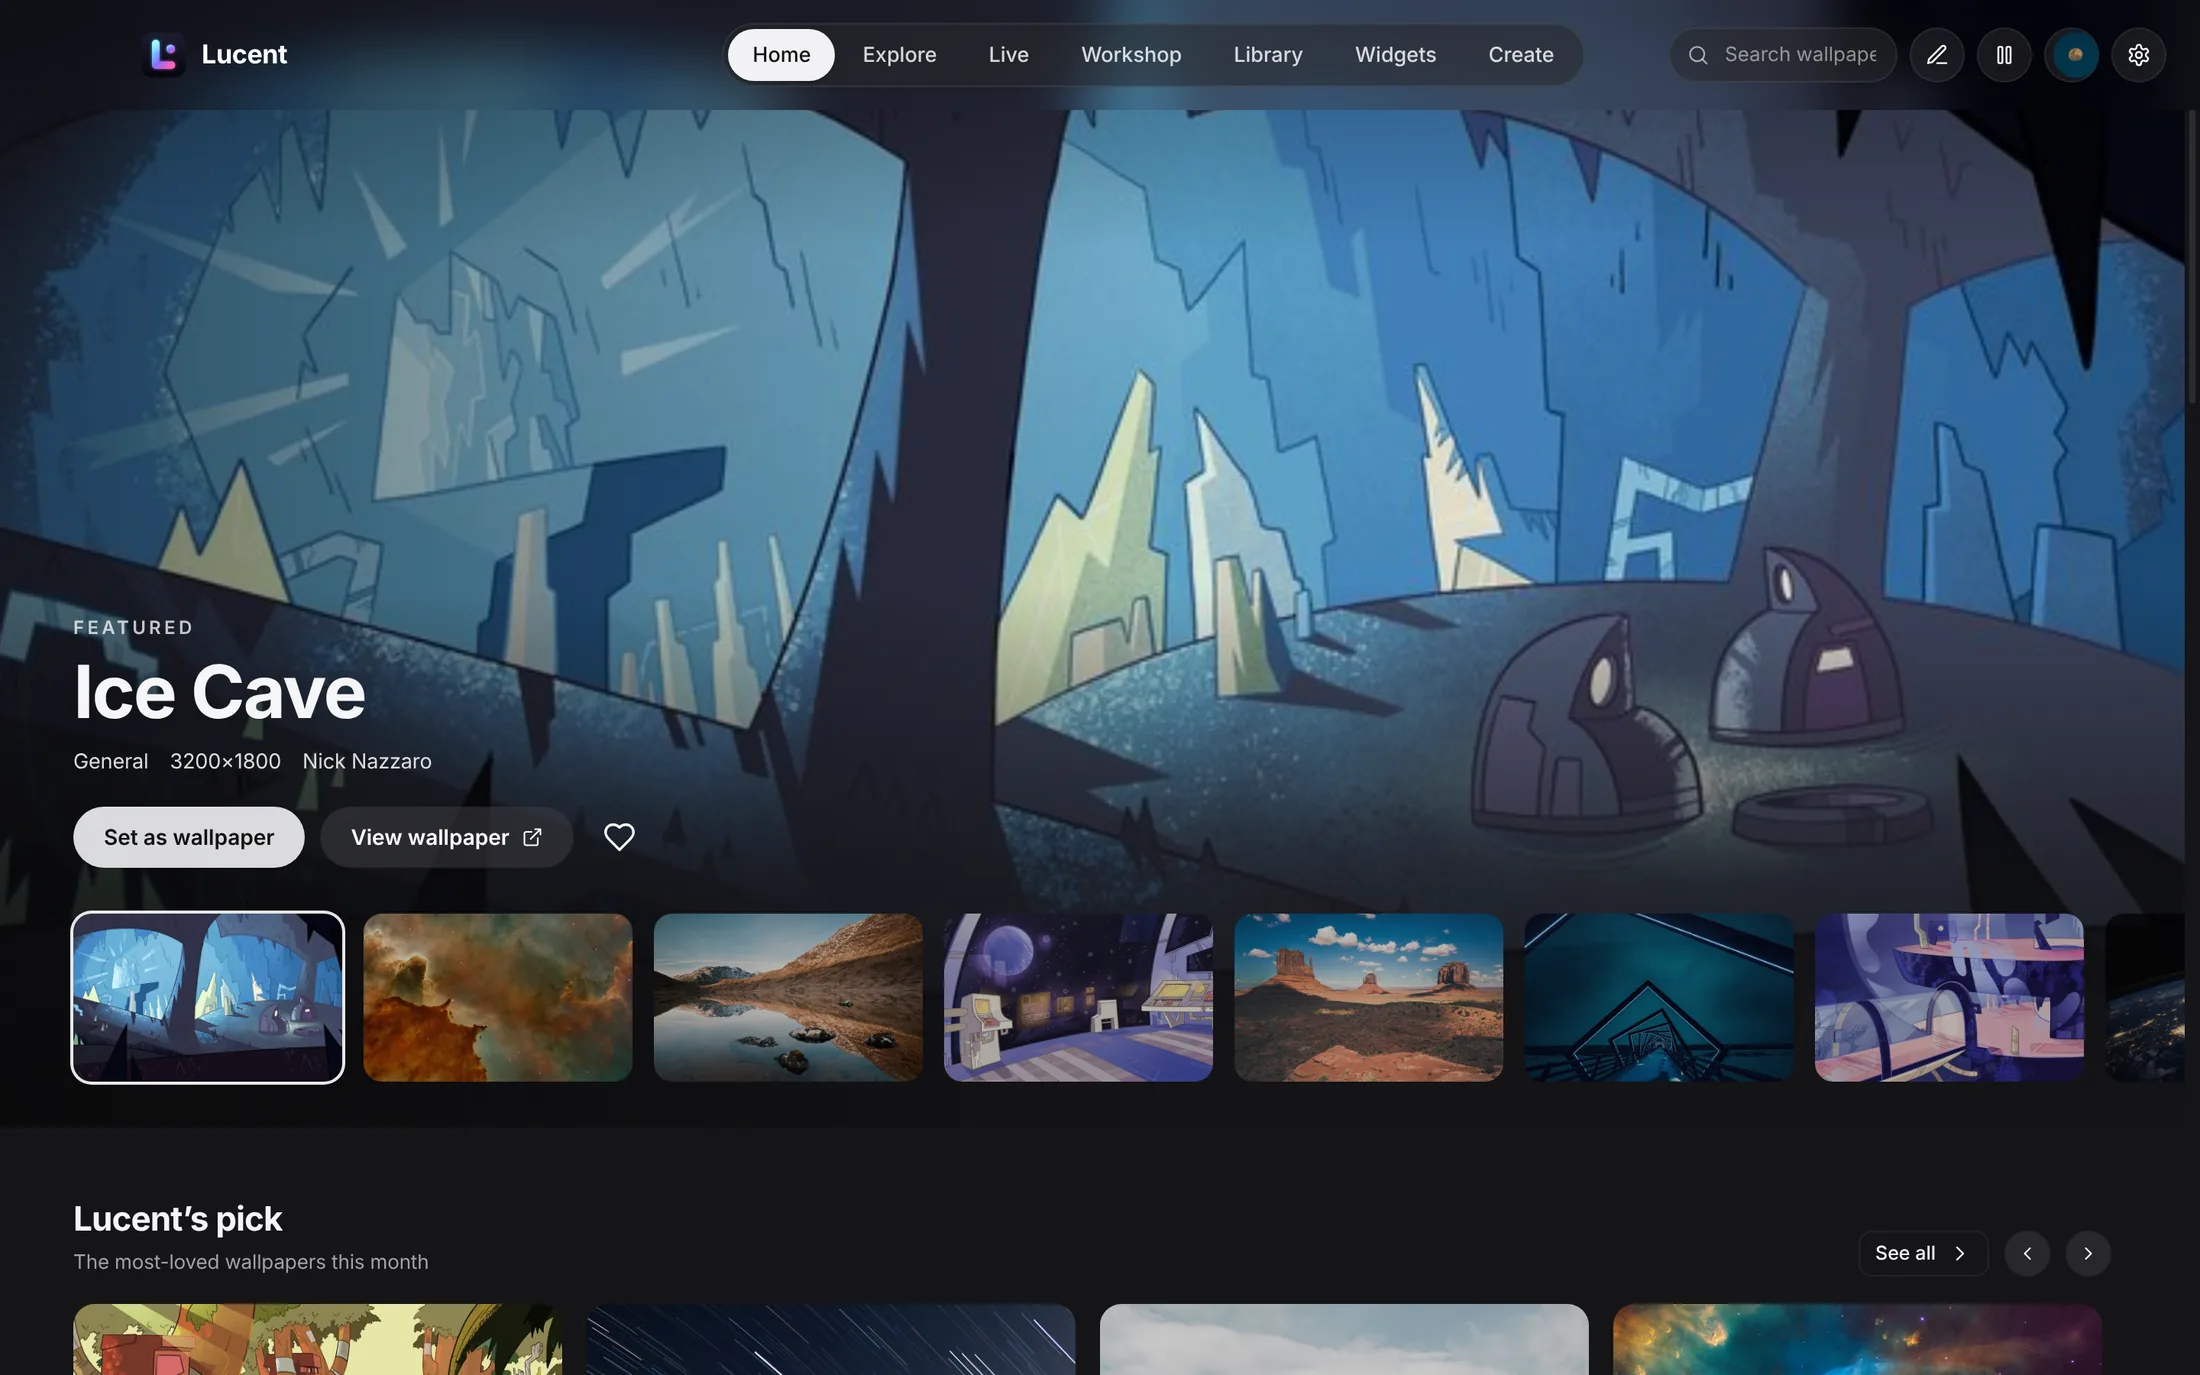 Lucent
Home
Explore
Live
Workshop
Library
Widgets
Create
Search wallpape
FEATURED
Ice Cave
General 3200×1800 Nick Nazzaro
Set as wallpaper
View wallpaper
Lucent’s pick
The most-loved wallpapers this month
See all